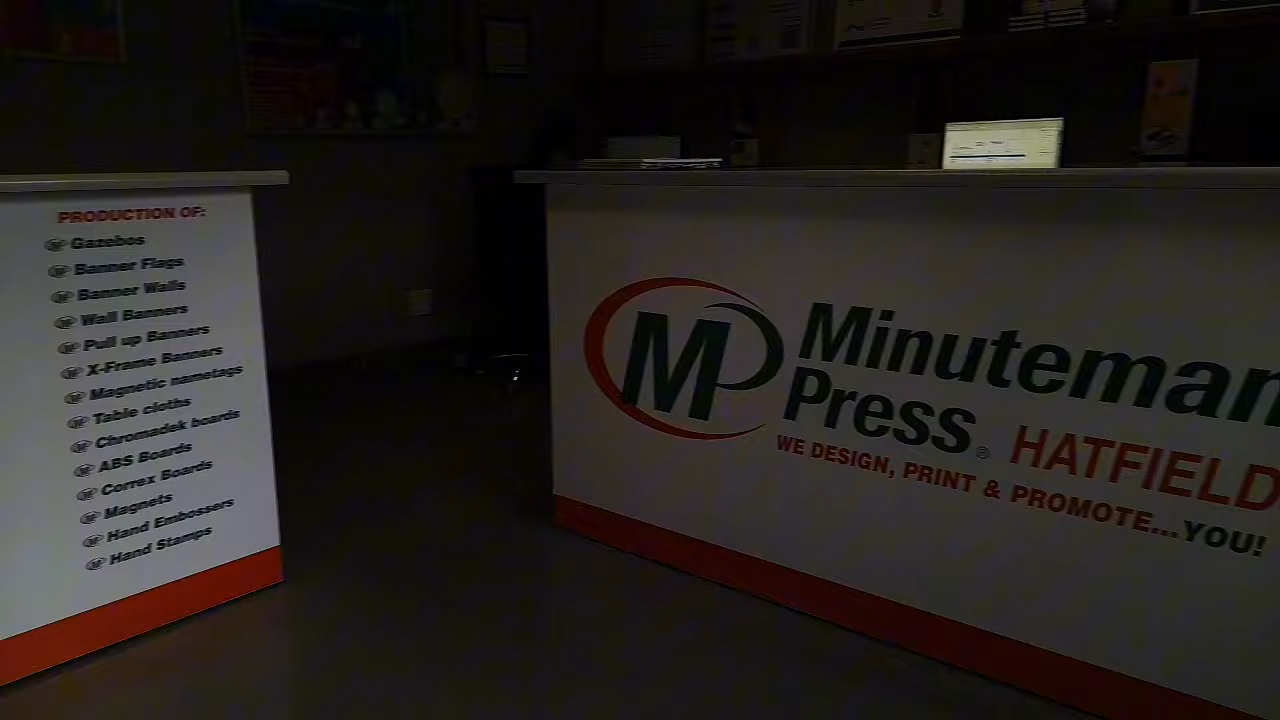 PRODUCTION OF:
Gazebos
Banner Flags
Banner Walls
Wall Banners
Pull up Banners
X-Frame Banners
Magnetic nametags
Table cloths
Chromadek boards
ABS Boards
Correx Boards
Magnets
Hand Embossers
Hand Stamps
MP
Minuteman
Press®
HATFIELD
WE DESIGN, PRINT & PROMOTE...YOU!